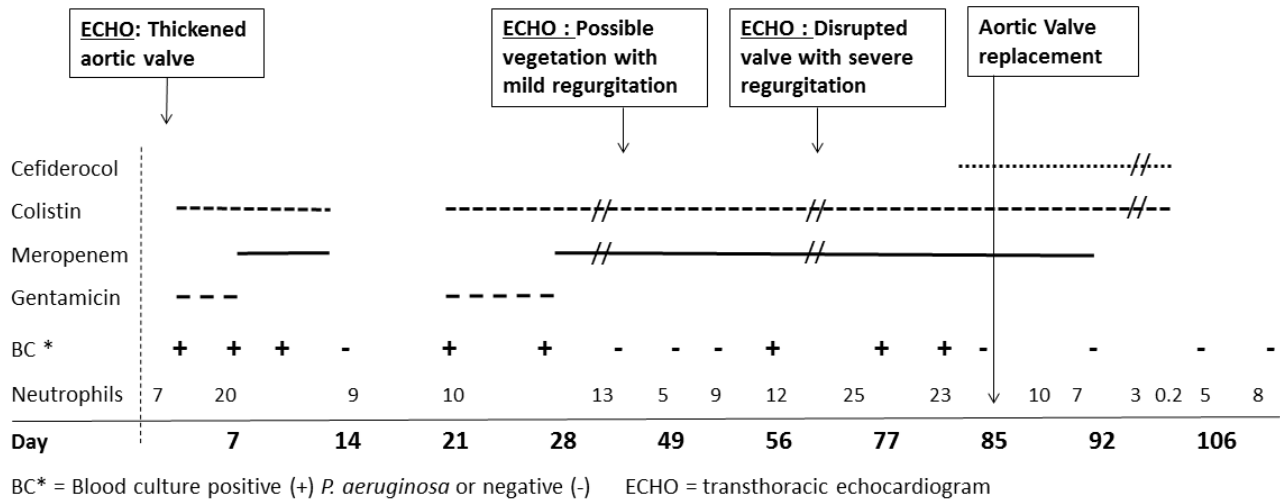 ECHO: Thickened
aortic valve
ECHO : Possible
vegetation with
mild regurgitation
ECHO : Disrupted
valve with severe
regurgitation
Aortic Valve
replacement
Cefiderocol
Colistin
Meropenem
Gentamicin
BC * + + + - + + - - - + + + - - - -
Neutrophils 7 20 9 10 13 5 9 12 25 23 10 7 3 0.2 5 8
Day 7 14 21 28 49 56 77 85 92 106
BC* = Blood culture positive (+) P. aeruginosa or negative (-) ECHO = transthoracic echocardiogram